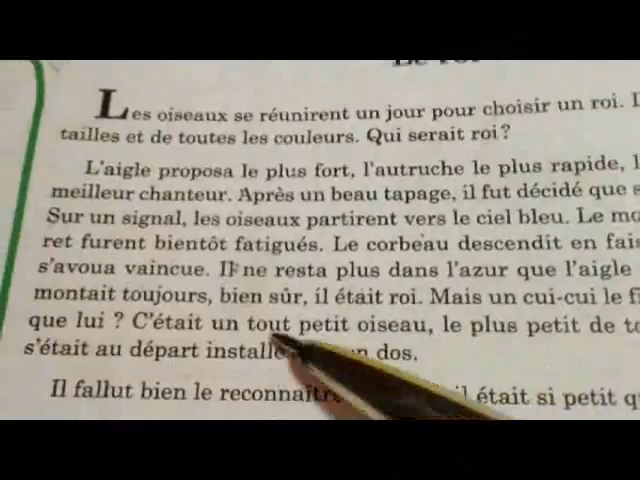 Les oiseaux se réunirent un jour pour choisir un roi.
tailles et de toutes les couleurs. Qui serait roi ?
L'aigle proposa le plus fort, l'autruche le plus rapide,
meilleur chanteur. Après un beau tapage, il fut décidé que
Sur un signal, les oiseaux partirent vers le ciel bleu. Le
ret furent bientôt fatigués. Le corbeau descendit en
s'avoua vaincue. Il ne resta plus dans l'azur que l'aigle
montait toujours, bien sûr, il était roi. Mais un cui-cui le
que lui ? C'était un tout petit oiseau, le plus petit de
s'était au départ dos.
Il fallut bien le il était si petit